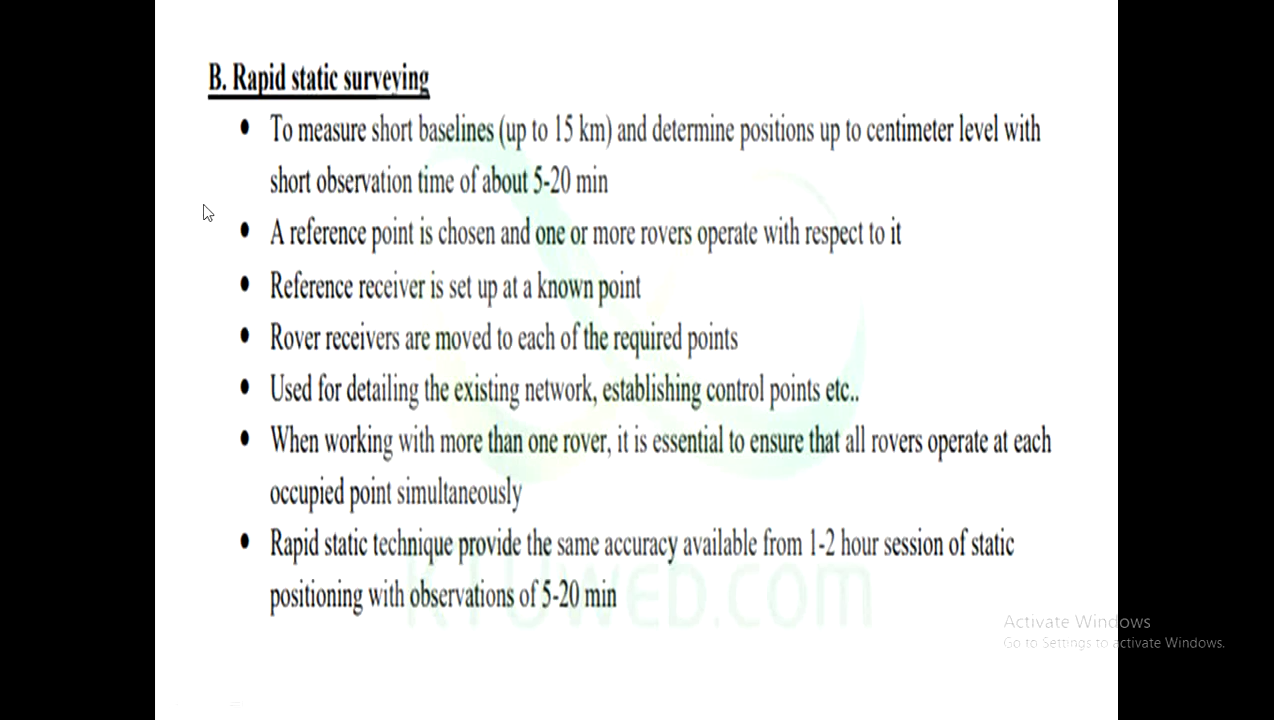 B. Rapid static surveying
● To measure short baselines (up to 15 km) and determine positions up to centimeter level with
short observation time of about 5-20 min
● A reference point is chosen and one or more rovers operate with respect to it
● Reference receiver is set up at a known point
● Rover receivers are moved to each of the required points
● Used for detailing the existing network, establishing control points etc..
● When working with more than one rover, it is essential to ensure that all rovers operate at each
occupied point simultaneously
● Rapid static technique provide the same accuracy available from 1-2 hour session of static
positioning with observations of 5-20 min
KTUWEB.COM
Activate Windows
Go to Settings to activate Windows.